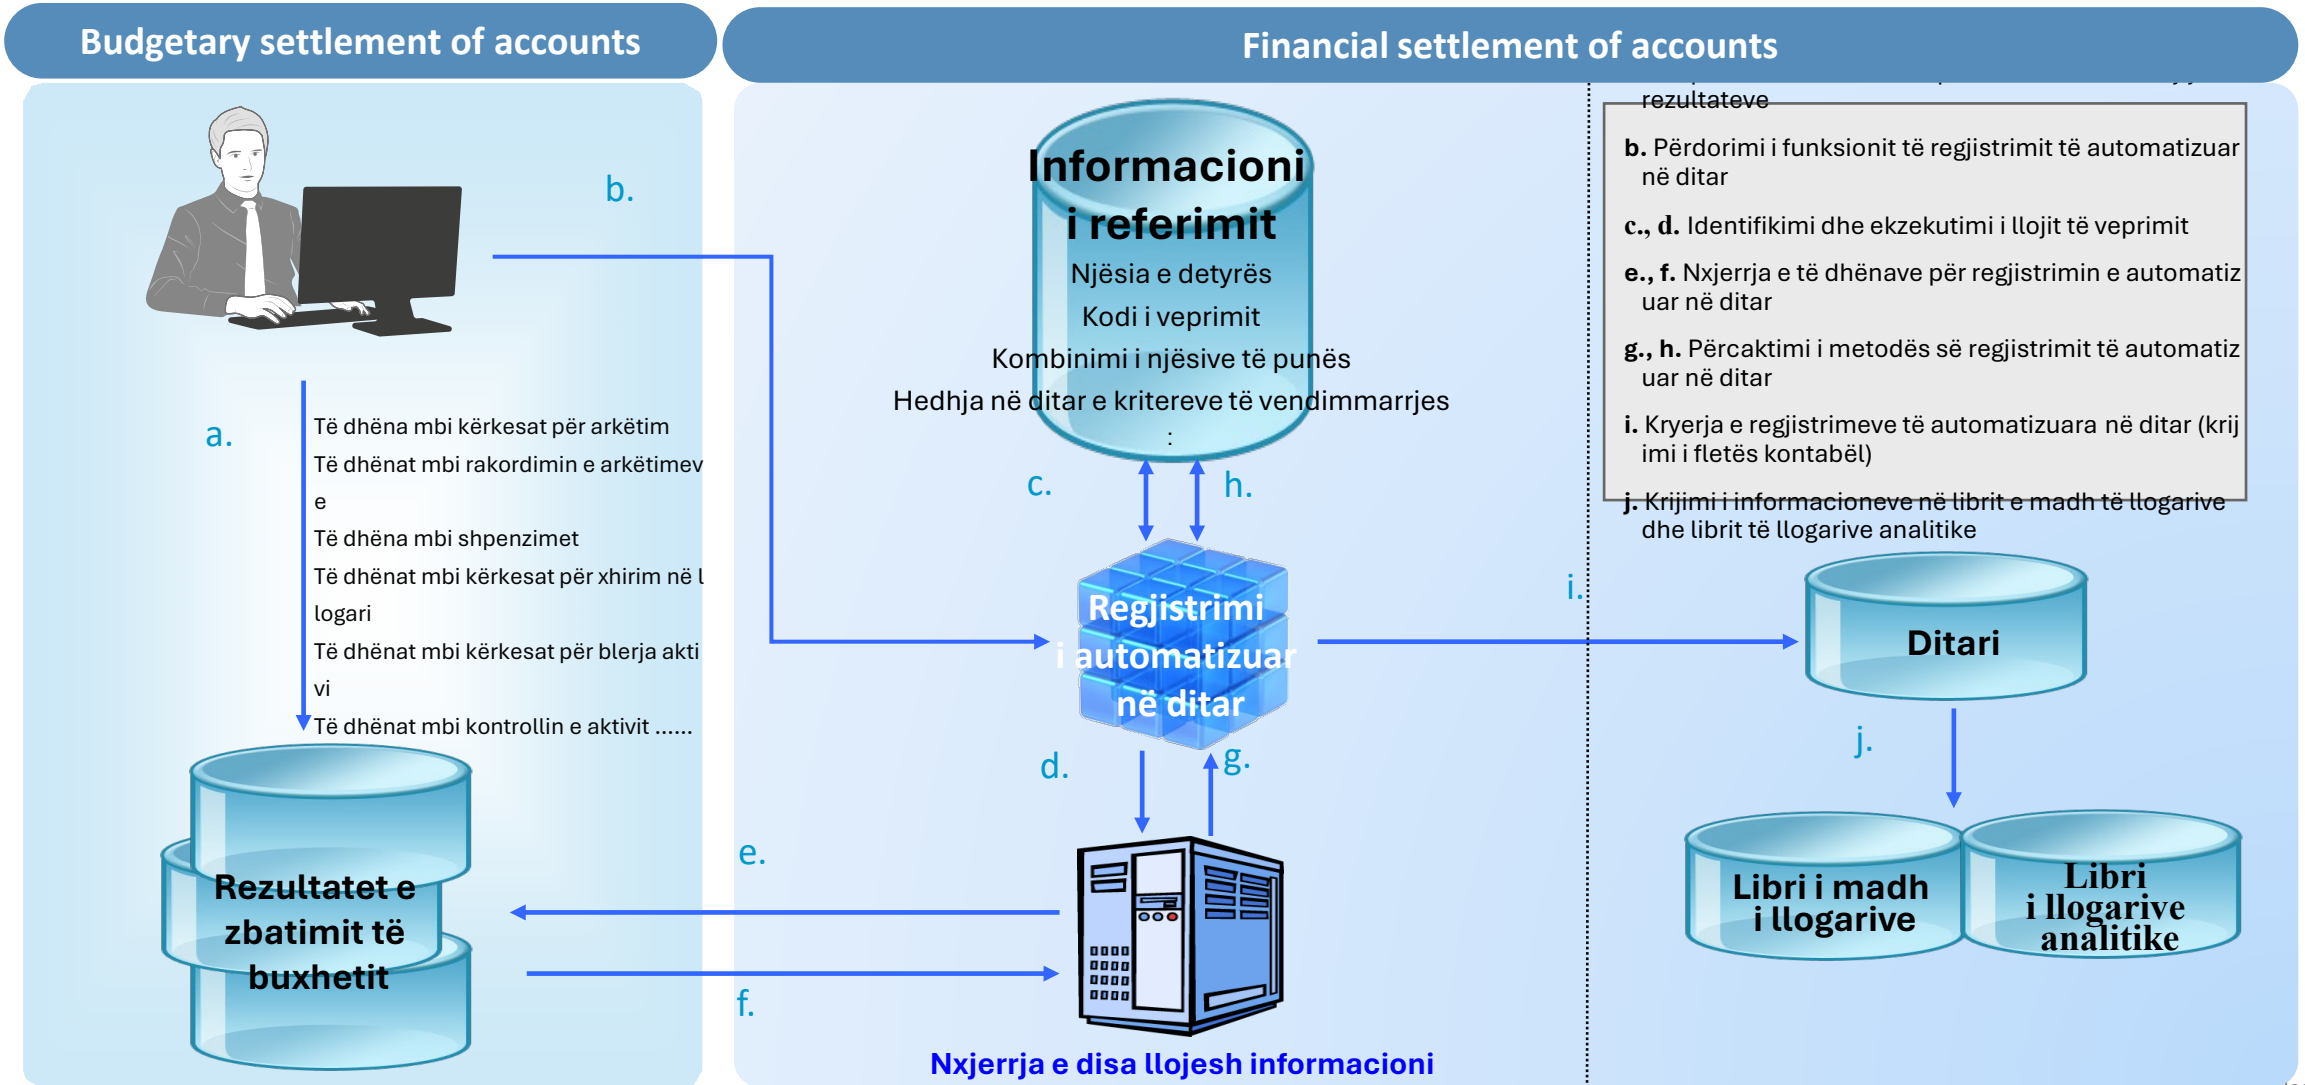 Budgetary settlement of accounts
Financial settlement of accounts
b.
a.
Të dhëna mbi kërkesat për arkëtim
Të dhënat mbi rakordimin e arkëtimev
e
Të dhëna mbi shpenzimet
Të dhënat mbi kërkesat për xhirim në l
logari
Të dhënat mbi kërkesat për blerja akti
vi
Të dhënat mbi kontrollin e aktivit ......
Rezultatet e
zbatimit të
buxhetit
Informacioni
i referimit
Njësia e detyrës
Kodi i veprimit
Kombinimi i njësive të punës
Hedhja në ditar e kritereve të vendimmarrjes
:
c.
h.
Regjistrimi
i automatizuar
në ditar
d.
g.
e.
f.
Nxjerrja e disa llojesh informacioni
rezultateve
b. Përdorimi i funksionit të regjistrimit të automatizuar
në ditar
c., d. Identifikimi dhe ekzekutimi i llojit të veprimit
e., f. Nxjerrja e të dhënave për regjistrimin e automatiz
uar në ditar
g., h. Përcaktimi i metodës së regjistrimit të automatiz
uar në ditar
i. Kryerja e regjistrimeve të automatizuara në ditar (krij
imi i fletës kontabël)
j. Krijimi i informacioneve në librit e madh të llogarive
dhe librit të llogarive analitike
i.
Ditari
j.
Libri i madh
i llogarive
Libri
i llogarive
analitike